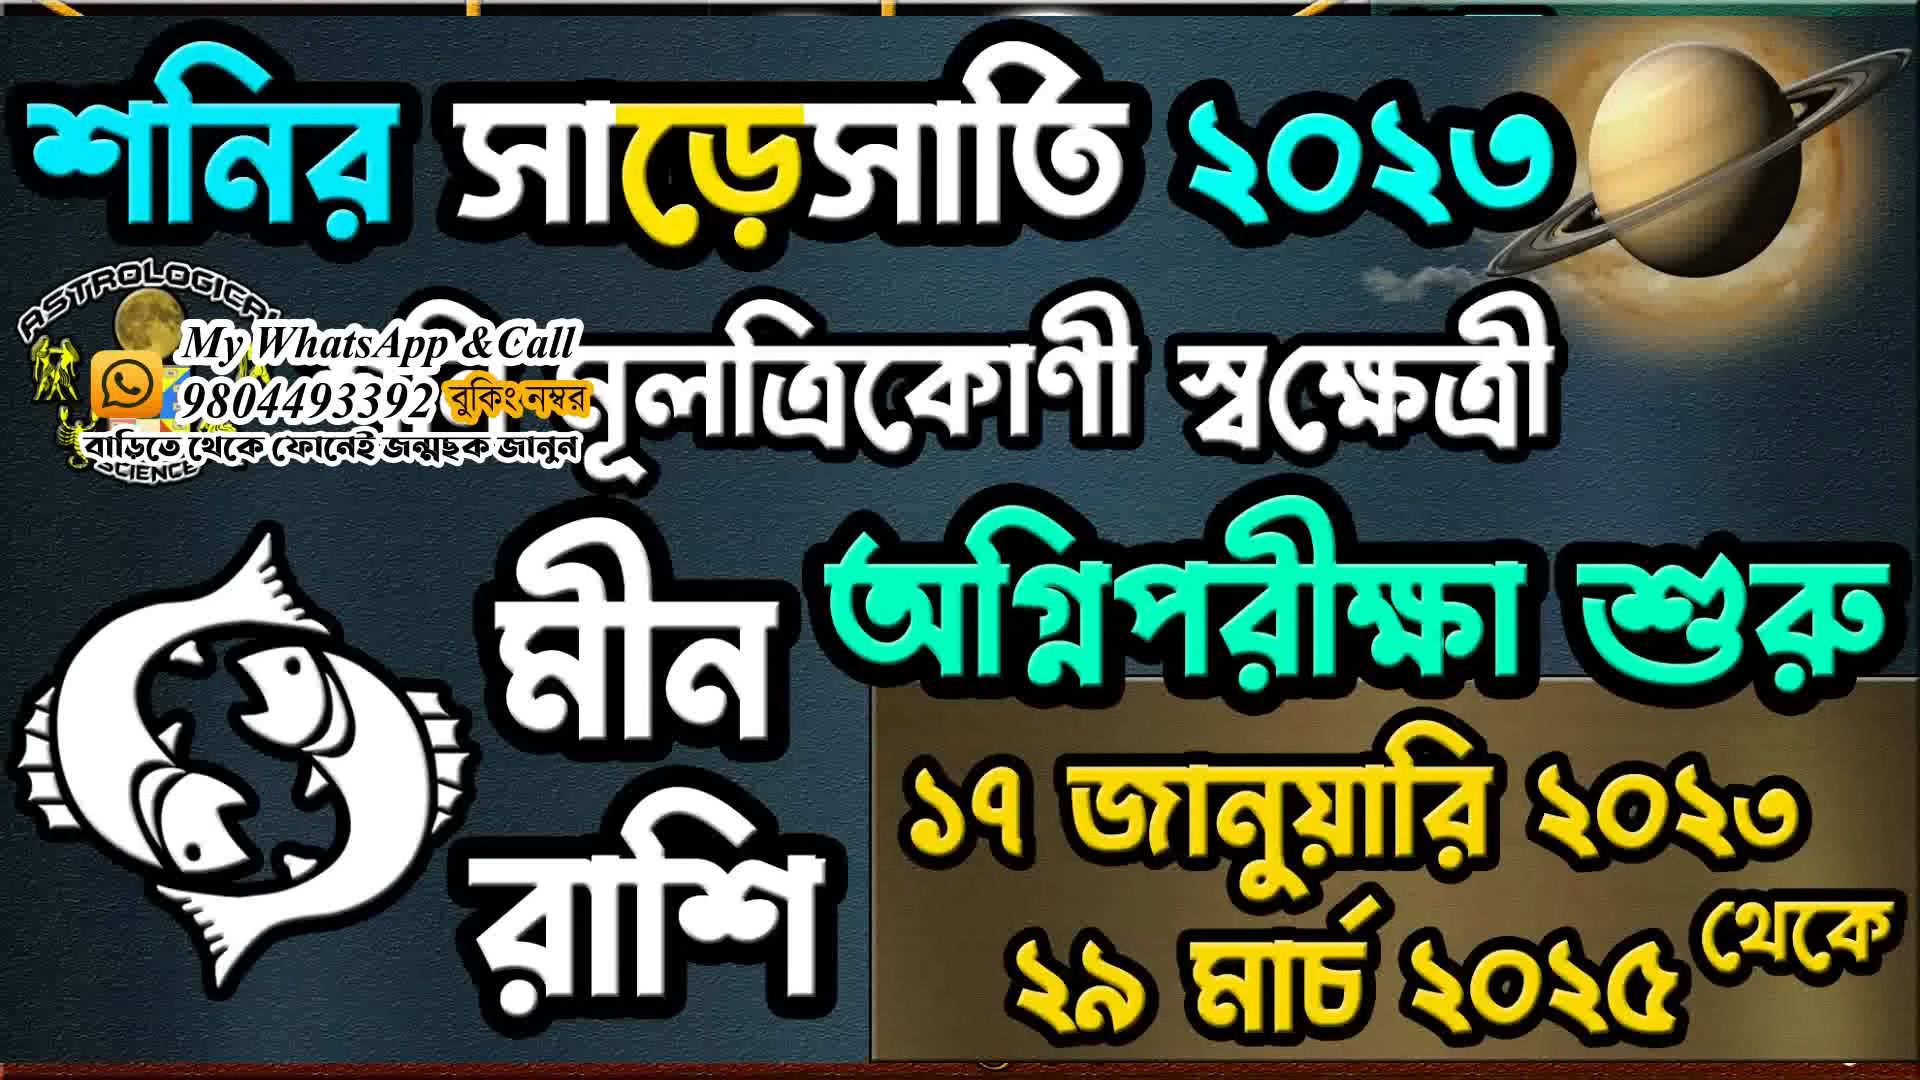 শনির সাড়েসাতি ২০২৩
ASTROLOGICAL
My WhatsApp & Call
9804493392 বুকিং নম্বর
মূলত্রিকোণী স্বক্ষেত্রী
বাড়িতে থেকে ফোনেই জন্মছক জানুন
SCIENCE
মীন
রাশি
অগ্নিপরীক্ষা শুরু
১৭ জানুয়ারি ২০২৩
থেকে
২৯ মার্চ ২০২৫